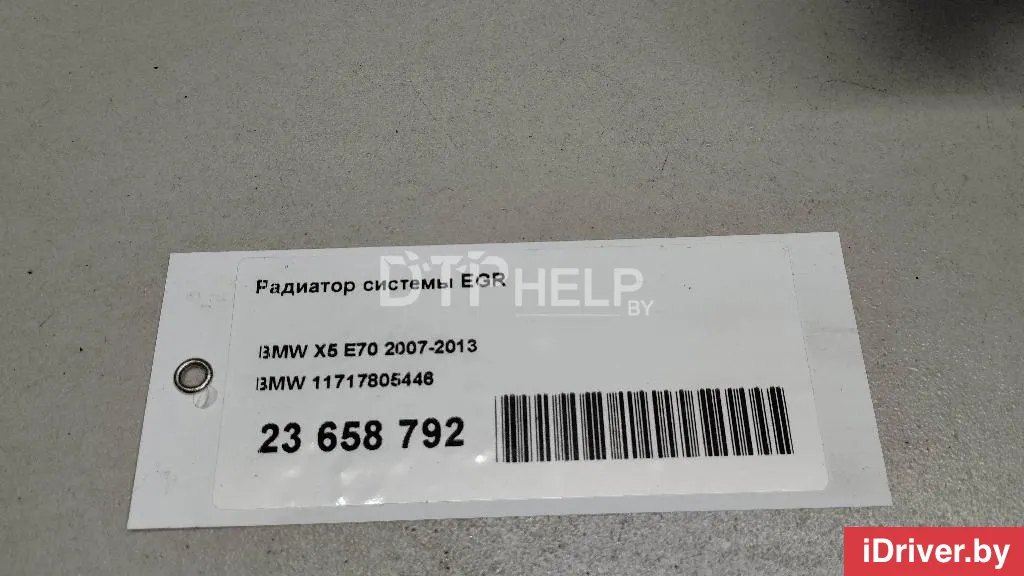 Радиатор системы EGR
DTP HELP BY
BMW X5 E70 2007-2013
BMW 11717805446
23 658 792
iDriver.by